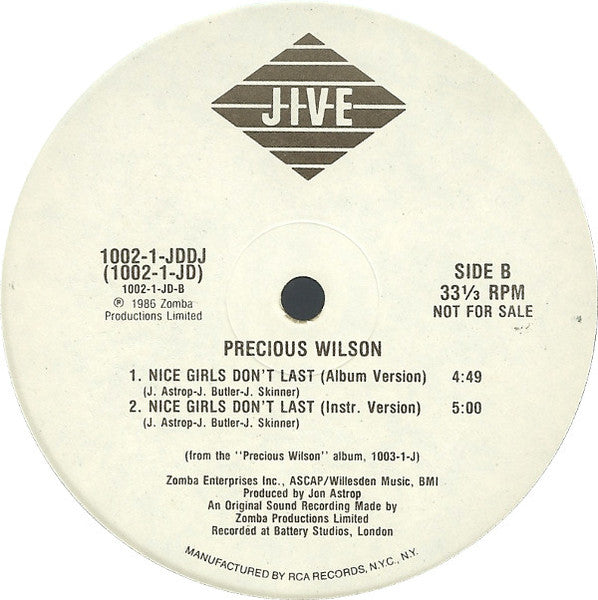 JIVE
1002-1-JDDJ
(1002-1-JD)
1002-1-JD-B
℗ 1986 Zomba
Productions Limited
SIDE B
33⅓ RPM
NOT FOR SALE
PRECIOUS WILSON
1. NICE GIRLS DON'T LAST (Album Version) 4:49
(J. Astrop-J. Butler-J. Skinner)
2. NICE GIRLS DON'T LAST (Instr. Version) 5:00
(J. Astrop-J. Butler-J. Skinner)
(from the "Precious Wilson" album, 1003-1-J)
Zomba Enterprises Inc., ASCAP/Willesden Music, BMI
Produced by Jon Astrop
An Original Sound Recording Made by
Zomba Productions Limited
Recorded at Battery Studios, London
MANUFACTURED BY RCA RECORDS, N.Y.C., N.Y.